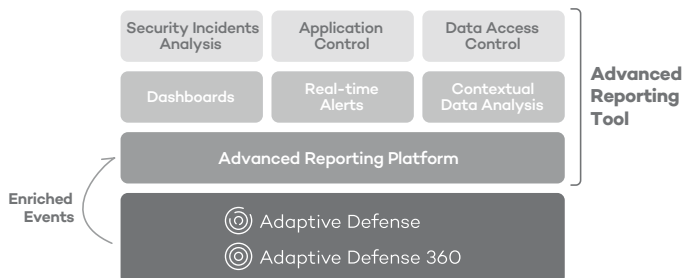 Security Incidents
Analysis
Application
Control
Data Access
Control
Dashboards
Real-time
Alerts
Contextual
Data Analysis
Advanced
Reporting
Tool
Advanced Reporting Platform
Enriched
Events
Adaptive Defense
Adaptive Defense 360